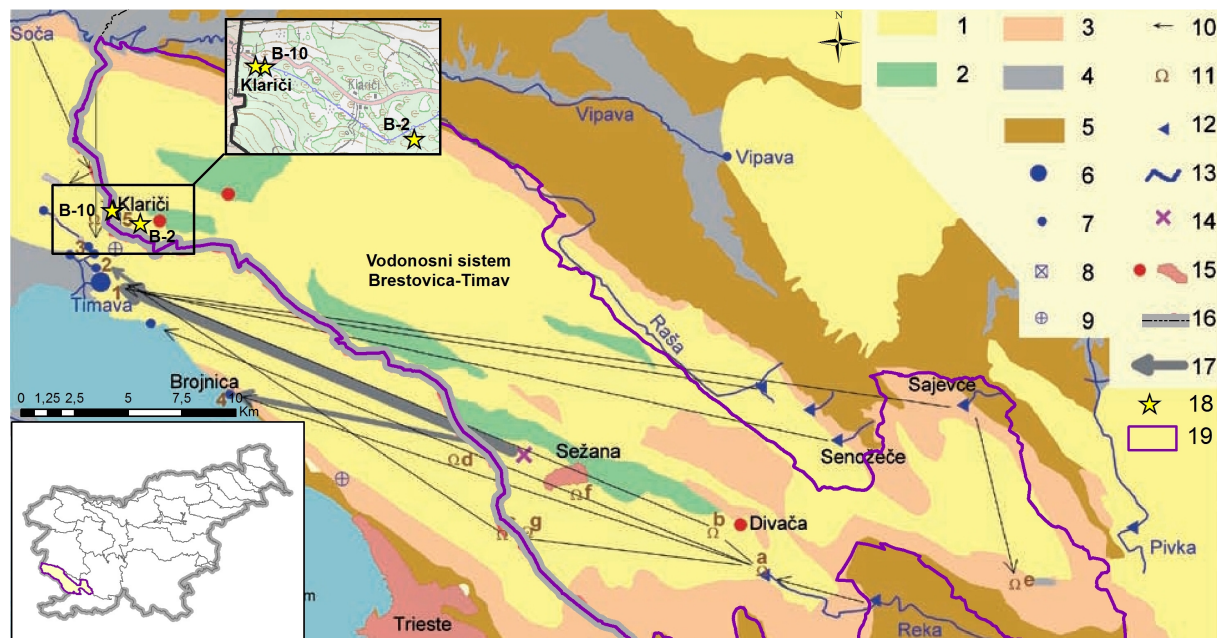 Soča
B-10
Klariči
Klariči
B-2
N
Vipava
Vipava
1
2
3
4
5
6
7
8
9
10
11
12
13
14
15
16
17
18
19
B-10
Klariči
15
B-2
3
2
1
Timava
Vodonosni sistem
Brestovica-Timav
Raša
Brojnica
4
0 1,25 2,5 5 7,5 10
Km
Sajevce
Senožeče
Sežana
Ω d
Ω f
Ω g
b
Ω
Divača
a
Ω e
Pivka
Reka
Trieste
m